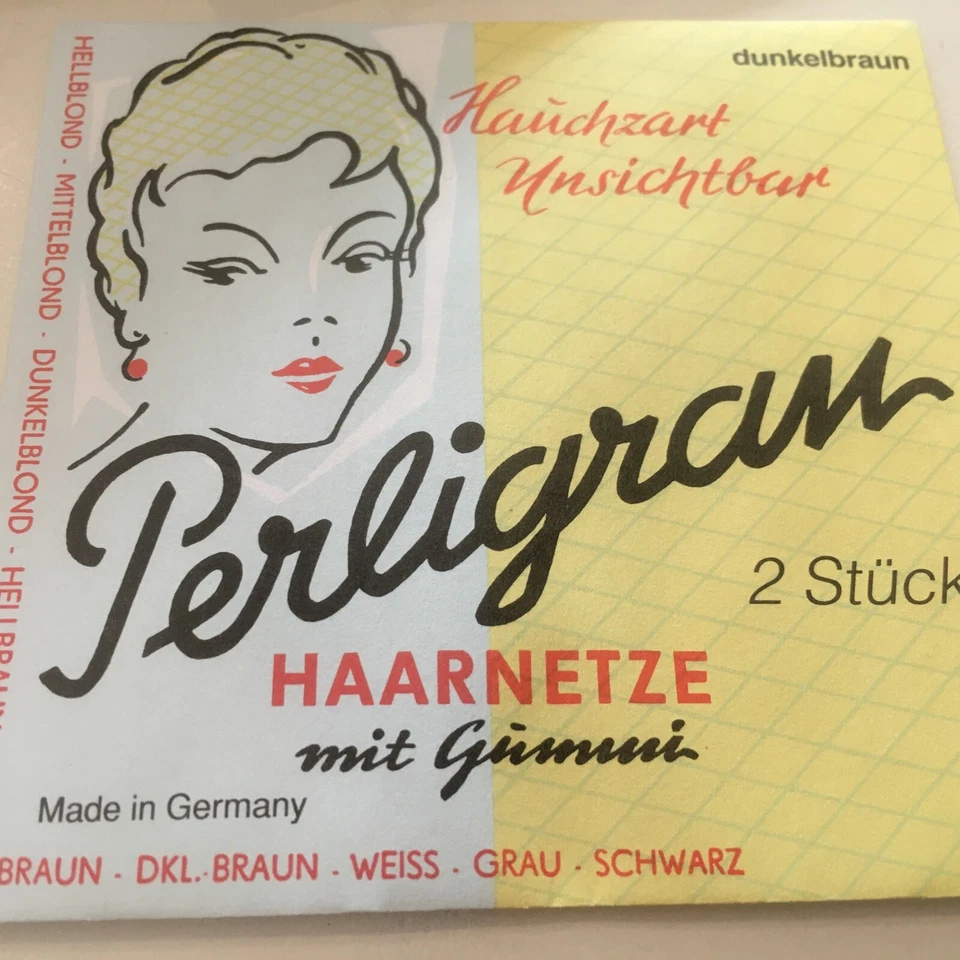 dunkelbraun
Hauchzart
Unsichtbar
Perligran
2 Stück
HAARNETZE
mit Gummi
Made in Germany
HELLBLOND - MITTELBLOND - DUNKELBLOND - HELLBRAUN
BRAUN - DKL. BRAUN - WEISS - GRAU - SCHWARZ